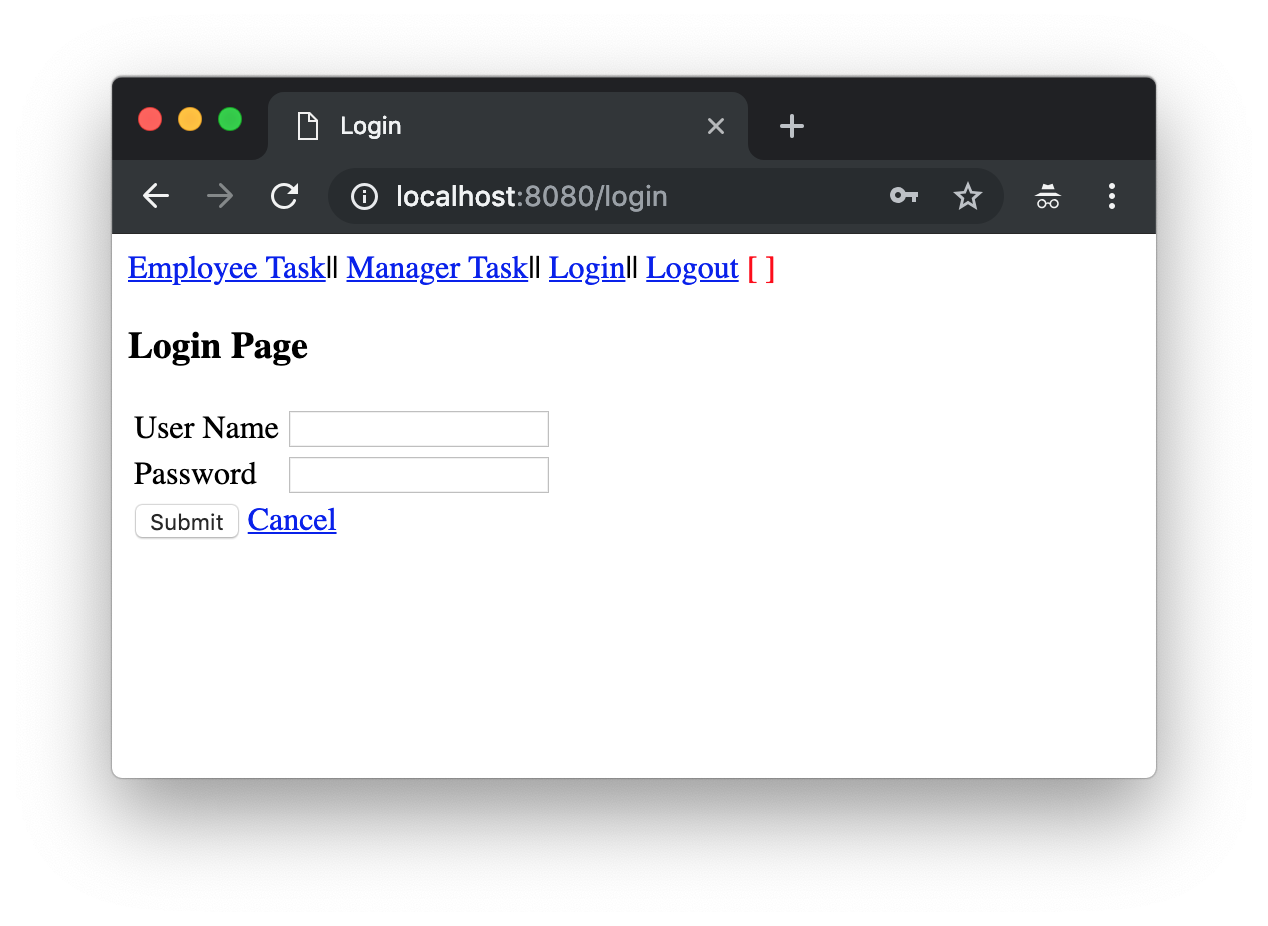 Login
localhost:8080/login
Employee Task|| Manager Task|| Login|| Logout [ ]
Login Page
User Name
Password
Submit Cancel